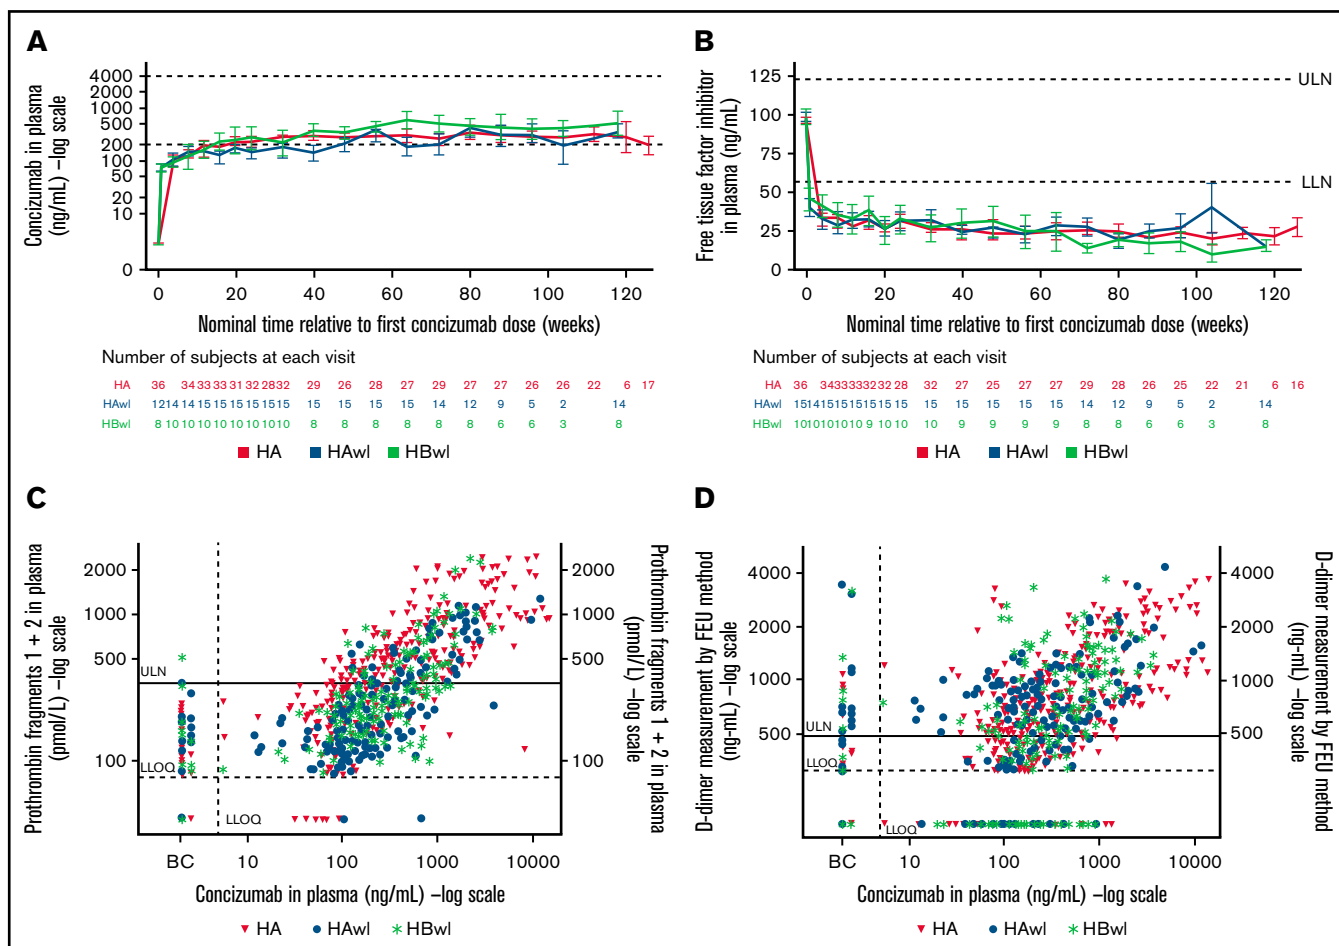 A
Concizumab in plasma
(ng/mL) –log scale
4000
2000
1000
500
200
100
50
20
10
0
0 20 40 60 80 100 120
Nominal time relative to first concizumab dose (weeks)
Number of subjects at each visit
HA 36 34 33 33 31 32 28 32 29 26 28 27 29 27 27 26 26 22 6 17
HAwl 12 14 14 15 15 15 15 15 15 15 15 15 15 14 12 9 5 2 14
HBwl 8 10 10 10 10 10 10 10 10 8 8 8 8 8 8 6 6 3 8
HA HAwl HBwl
B
Free tissue factor inhibitor
in plasma (ng/mL)
125
100
75
50
25
0
ULN
LLN
0 20 40 60 80 100 120
Nominal time relative to first concizumab dose (weeks)
Number of subjects at each visit
HA 36 34 33 33 32 32 28 32 27 25 27 27 29 28 26 25 22 21 6 16
HAwl 15 14 15 15 15 15 15 15 15 15 15 15 15 14 12 9 5 2 14
HBwl 10 10 10 10 10 9 10 10 10 9 9 9 9 8 8 6 6 3 8
HA HAwl HBwl
C
Prothrombin fragments 1 + 2 in plasma
(pmol/L) –log scale
2000
1000
500
100
ULN
LLOQ
LLOQ
2000
1000
500
100
Prothrombin fragments 1 + 2 in plasma
(pmol/L) –log scale
BC 10 100 1000 10000
Concizumab in plasma (ng/mL) –log scale
HA HAwl HBwl
D
D-dimer measurement by FEU method
(ng-mL) –log scale
4000
2000
1000
500
ULN
LLOQ
LLOQ
4000
2000
1000
500
D-dimer measurement by FEU method
(ng-mL) –log scale
BC 10 100 1000 10000
Concizumab in plasma (ng/mL) –log scale
HA HAwl HBwl